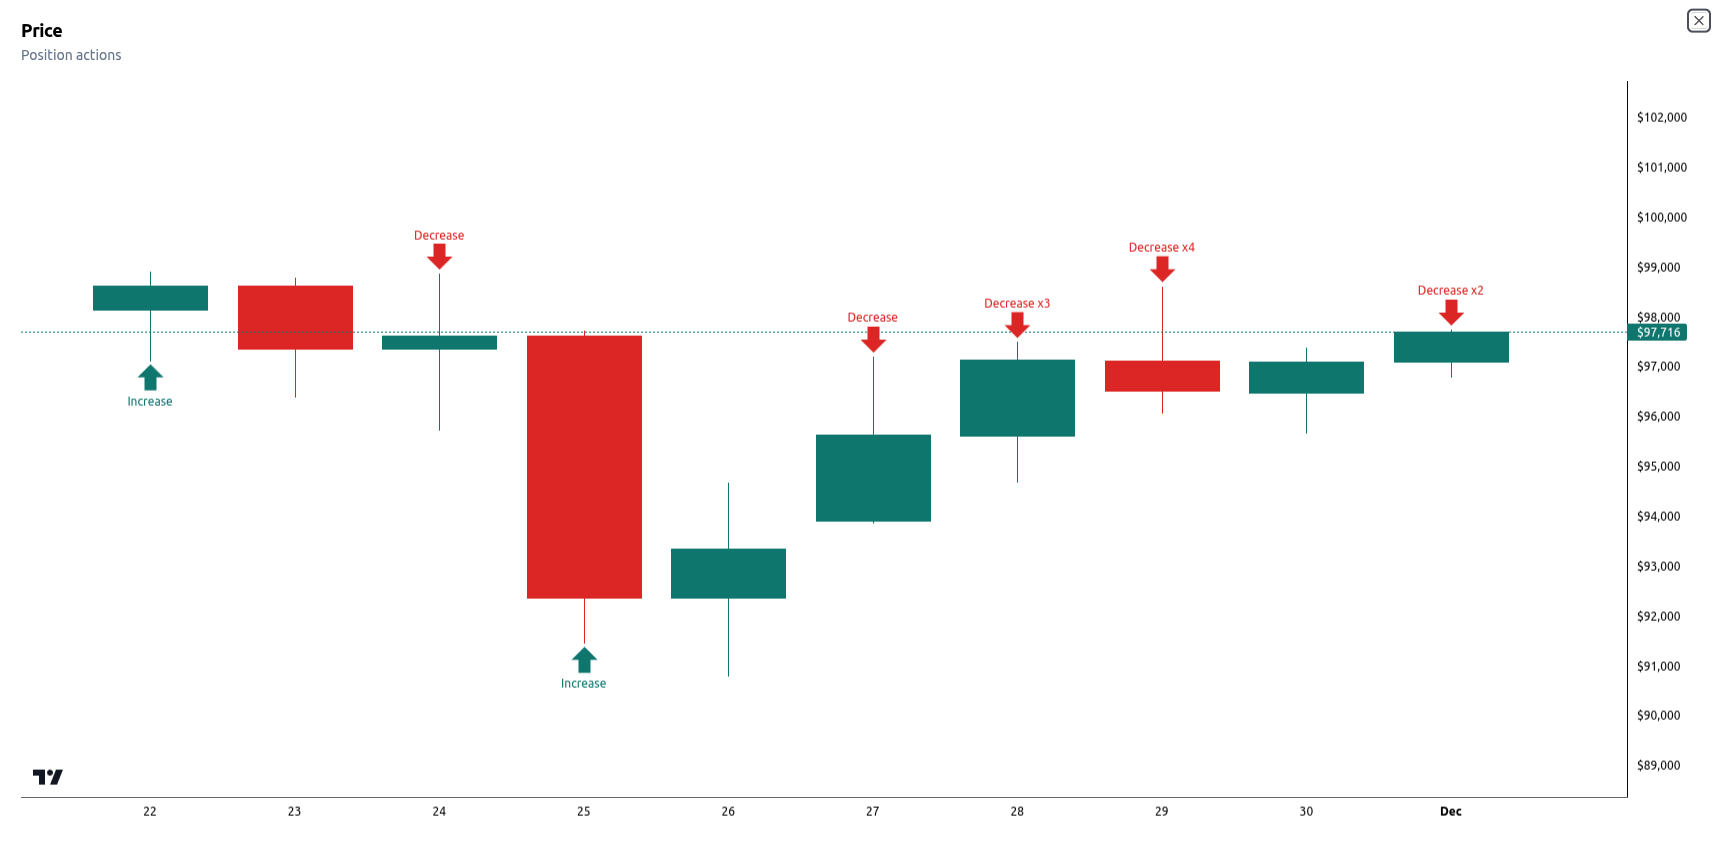 Price
Position actions
$102,000
$101,000
$100,000
Decrease
Decrease x4
$99,000
Decrease x2
Decrease x3
Decrease
$98,000
$97,716
$97,000
Increase
$96,000
$95,000
$94,000
$93,000
$92,000
$91,000
Increase
$90,000
$89,000
22 23 24 25 26 27 28 29 30 Dec